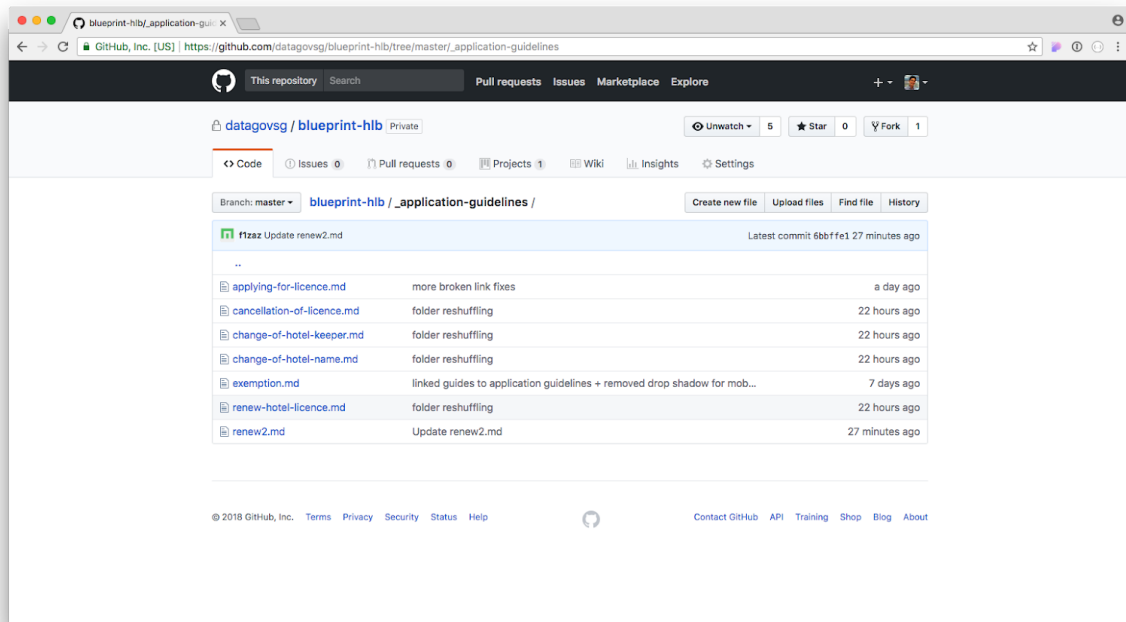 blueprint-hlb/_application-guid
GitHub, Inc. [US] https://github.com/datagovsg/blueprint-hlb/tree/master/_application-guidelines
This repository Search Pull requests Issues Marketplace Explore
datagovsg / blueprint-hlb Private Unwatch 5 Star 0 Fork 1
Code Issues 0 Pull requests 0 Projects 1 Wiki Insights Settings
Branch: master blueprint-hlb / _application-guidelines / Create new file Upload files Find file History
f1zaz Update renew2.md Latest commit 6bbffe1 27 minutes ago
..
applying-for-licence.md more broken link fixes a day ago
cancellation-of-licence.md folder reshuffling 22 hours ago
change-of-hotel-keeper.md folder reshuffling 22 hours ago
change-of-hotel-name.md folder reshuffling 22 hours ago
exemption.md linked guides to application guidelines + removed drop shadow for mob... 7 days ago
renew-hotel-licence.md folder reshuffling 22 hours ago
renew2.md Update renew2.md 27 minutes ago
© 2018 GitHub, Inc. Terms Privacy Security Status Help Contact GitHub API Training Shop Blog About